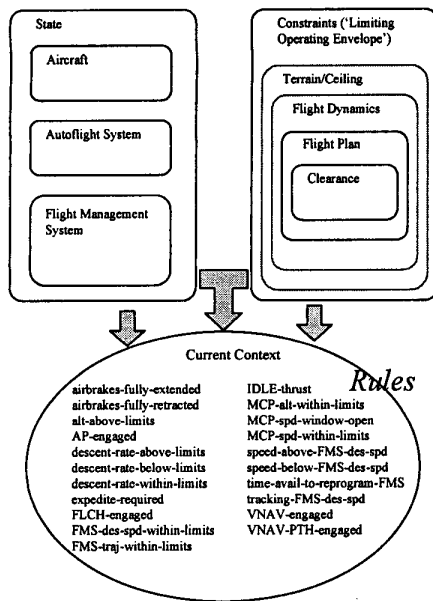 State
Aircraft
Autoflight System
Flight Management
System
Constraints (‘Limiting
Operating Envelope’)
Terrain/Ceiling
Flight Dynamics
Flight Plan
Clearance
Current Context
Rules
airbrakes-fully-extended
airbrakes-fully-retracted
alt-above-limits
AP-engaged
descent-rate-above-limits
descent-rate-below-limits
descent-rate-within-limits
expedite-required
FLCH-engaged
FMS-des-spd-within-limits
FMS-traj-within-limits
IDLE-thrust
MCP-alt-within-limits
MCP-spd-window-open
MCP-spd-within-limits
speed-above-FMS-des-spd
speed-below-FMS-des-spd
time-avail-to-reprogram-FMS
tracking-FMS-des-spd
VNAV-engaged
VNAV-PTH-engaged